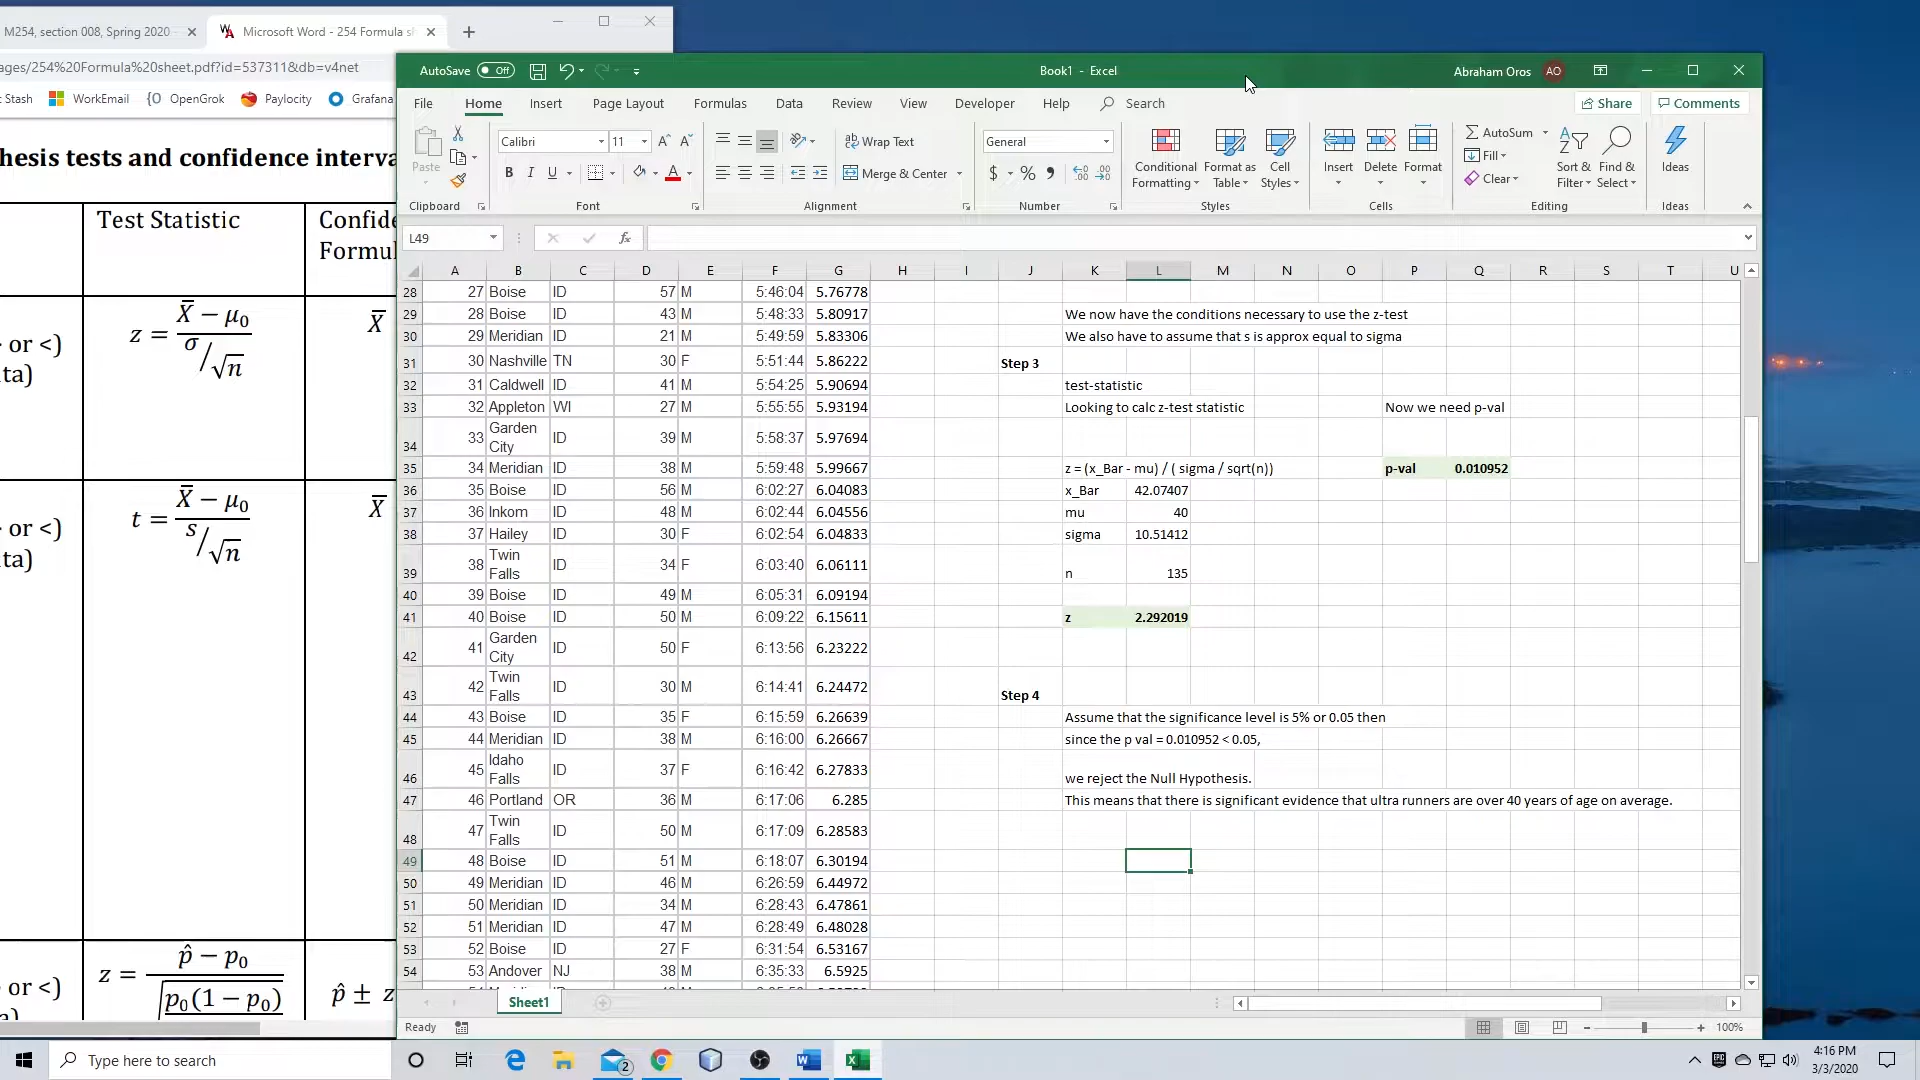 M254, section 008, Spring 2020
Microsoft Word - 254 Formula s
ages/254%20Formula%20sheet.pdf?id=537311&db=v4net
Stash WorkEmail OpenGrok Paylocity Grafana
hesis tests and confidence interva
Test Statistic
Confide
Formul
z = (X̄ − μ₀) / (σ/√n)
X̄
or <)
ta)
t = (X̄ − μ₀) / (s/√n)
X̄
or <)
ta)
z = (p̂ − p₀) / √(p₀(1 − p₀)
p̂ ± z
or <)
AutoSave Off
Book1 - Excel
Abraham Oros AO
File Home Insert Page Layout Formulas Data Review View Developer Help Search
Share Comments
Paste
Clipboard
Calibri 11
B I U
Font
Wrap Text
Merge & Center
Alignment
General
$ %
Number
Conditional Formatting
Format as Table
Cell Styles
Styles
Insert Delete Format
Cells
AutoSum
Fill
Clear
Sort & Filter
Find & Select
Editing
Ideas
Ideas
L49
fx
A B C D E F G H I J K L M N O P Q R S T U
28 27 Boise ID 57 M 5:46:04 5.76778
29 28 Boise ID 43 M 5:48:33 5.80917 We now have the conditions necessary to use the z-test
30 29 Meridian ID 21 M 5:49:59 5.83306 We also have to assume that s is approx equal to sigma
31 30 Nashville TN 30 F 5:51:44 5.86222 Step 3
32 31 Caldwell ID 41 M 5:54:25 5.90694 test-statistic
33 32 Appleton WI 27 M 5:55:55 5.93194 Looking to calc z-test statistic Now we need p-val
34 33 Garden City ID 39 M 5:58:37 5.97694
35 34 Meridian ID 38 M 5:59:48 5.99667 z = (x_Bar - mu) / ( sigma / sqrt(n)) p-val 0.010952
36 35 Boise ID 56 M 6:02:27 6.04083 x_Bar 42.07407
37 36 Inkom ID 48 M 6:02:44 6.04556 mu 40
38 37 Hailey ID 30 F 6:02:54 6.04833 sigma 10.51412
39 38 Twin Falls ID 34 F 6:03:40 6.06111 n 135
40 39 Boise ID 49 M 6:05:31 6.09194
41 40 Boise ID 50 M 6:09:22 6.15611 z 2.292019
42 41 Garden City ID 50 F 6:13:56 6.23222
43 42 Twin Falls ID 30 M 6:14:41 6.24472 Step 4
44 43 Boise ID 35 F 6:15:59 6.26639 Assume that the significance level is 5% or 0.05 then
45 44 Meridian ID 38 M 6:16:00 6.26667 since the p val = 0.010952 < 0.05,
46 45 Idaho Falls ID 37 F 6:16:42 6.27833 we reject the Null Hypothesis.
47 46 Portland OR 36 M 6:17:06 6.285 This means that there is significant evidence that ultra runners are over 40 years of age on average.
48 47 Twin Falls ID 50 M 6:17:09 6.28583
49 48 Boise ID 51 M 6:18:07 6.30194
50 49 Meridian ID 46 M 6:26:59 6.44972
51 50 Meridian ID 34 M 6:28:43 6.47861
52 51 Meridian ID 47 M 6:28:49 6.48028
53 52 Boise ID 27 F 6:31:54 6.53167
54 53 Andover NJ 38 M 6:35:33 6.5925
Sheet1
Ready
100%
Type here to search
2
4:16 PM
3/3/2020